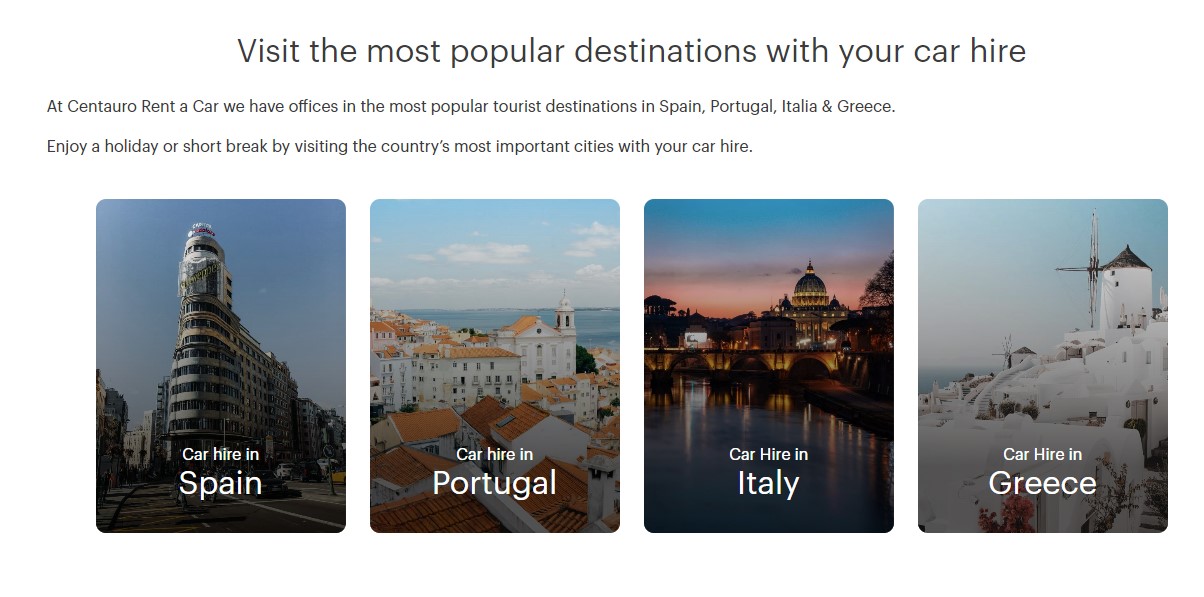 Visit the most popular destinations with your car hire
At Centauro Rent a Car we have offices in the most popular tourist destinations in Spain, Portugal, Italia & Greece.
Enjoy a holiday or short break by visiting the country’s most important cities with your car hire.
Car hire in
Spain
Car hire in
Portugal
Car Hire in
Italy
Car Hire in
Greece